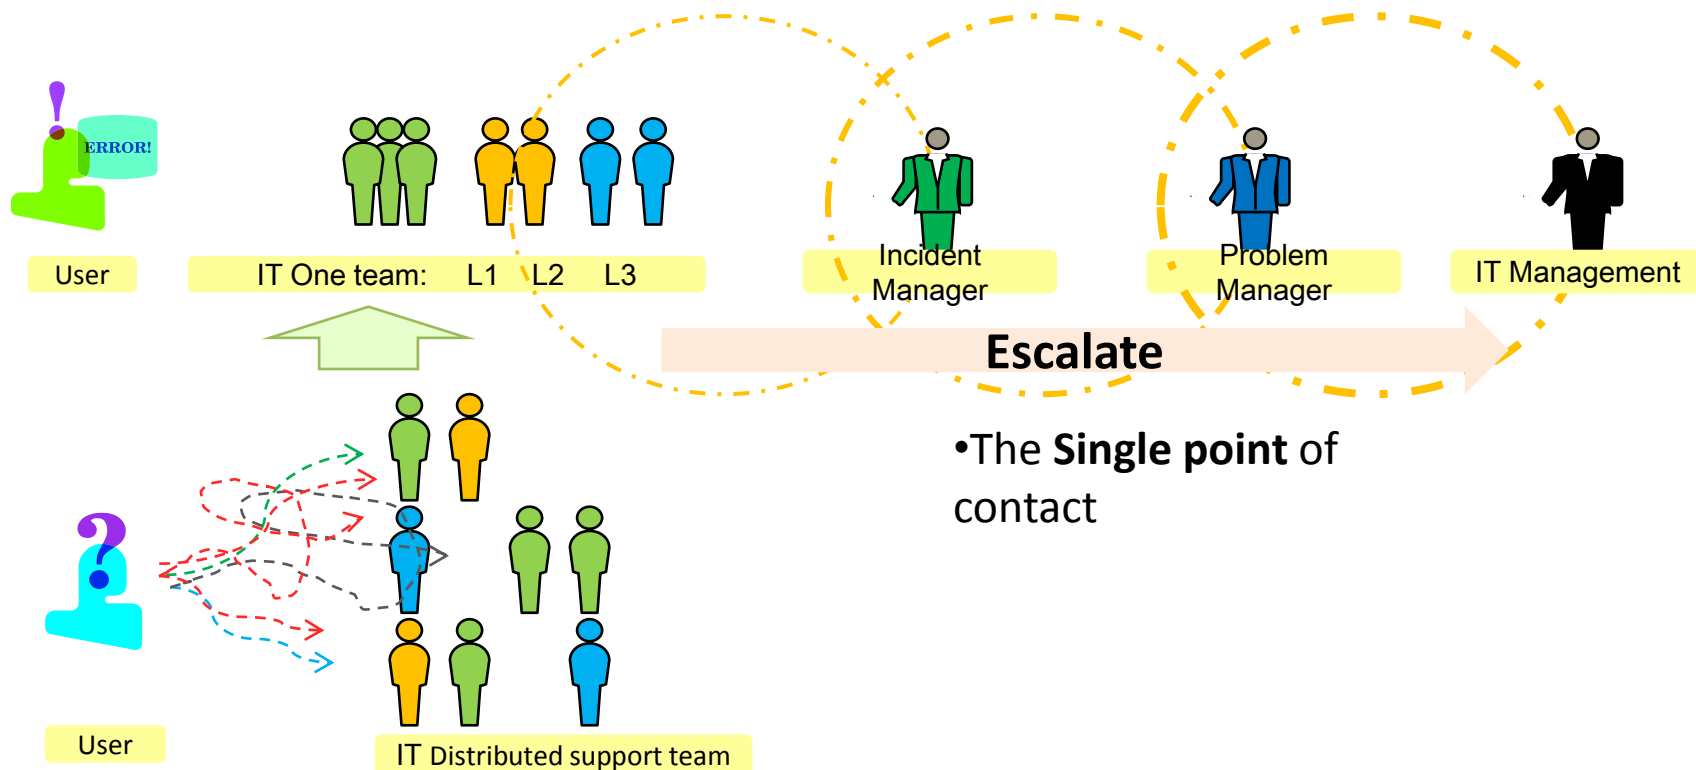 !
ERROR!
User
IT One team: L1 L2 L3
Incident
Manager
Problem
Manager
IT Management
Escalate
•The Single point of
contact
?
User
IT Distributed support team